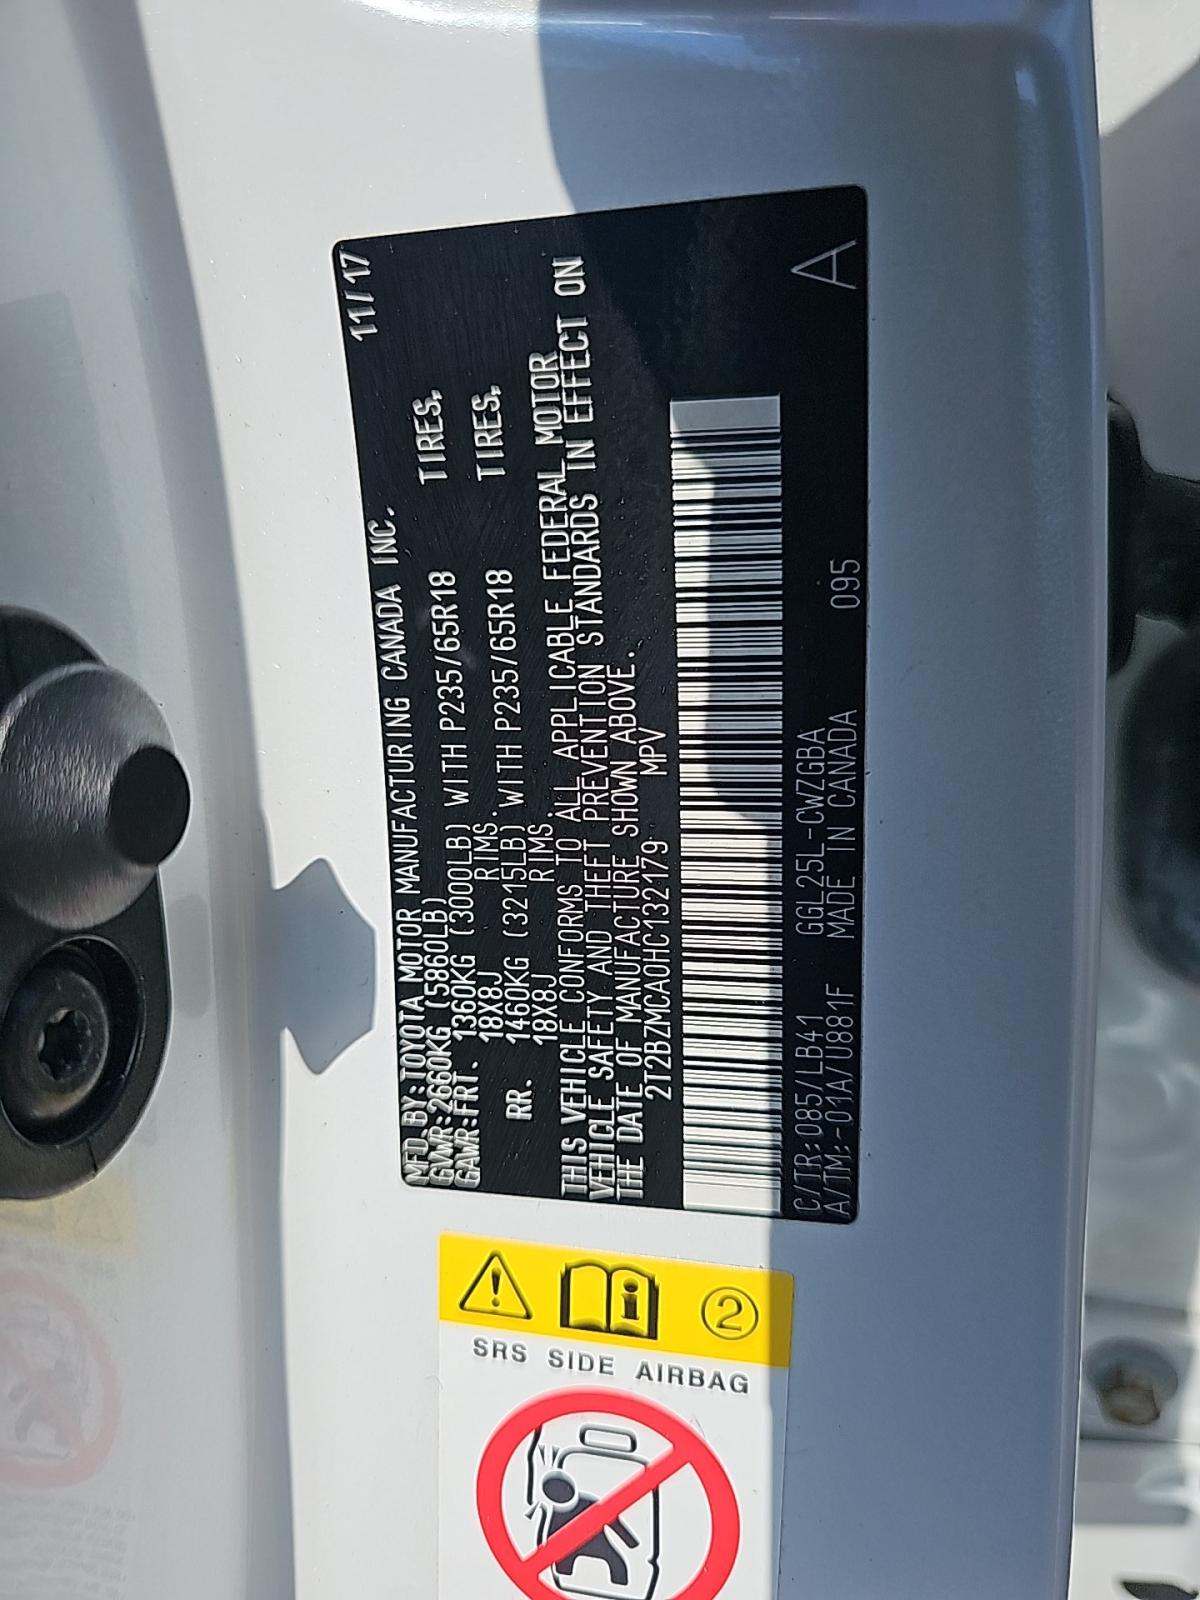 MFD. BY: TOYOTA MOTOR MANUFACTURING CANADA INC. 11/17
GVWR: 2660KG (5860LB)
GAWR: FRT. 1360KG (3000LB) WITH P235/65R18 TIRES,
18X8J RIMS.
RR. 1460KG (3215LB) WITH P235/65R18 TIRES,
18X8J RIMS.
THIS VEHICLE CONFORMS TO ALL APPLICABLE FEDERAL MOTOR
VEHICLE SAFETY AND THEFT PREVENTION STANDARDS IN EFFECT ON
THE DATE OF MANUFACTURE SHOWN ABOVE.
2T2BZMCA0HC132179 MPV
C/TR: 085/LB41 GGL25L-CWZGBA
A/TM: -01A/U881F MADE IN CANADA 095
A
2
SRS SIDE AIRBAG